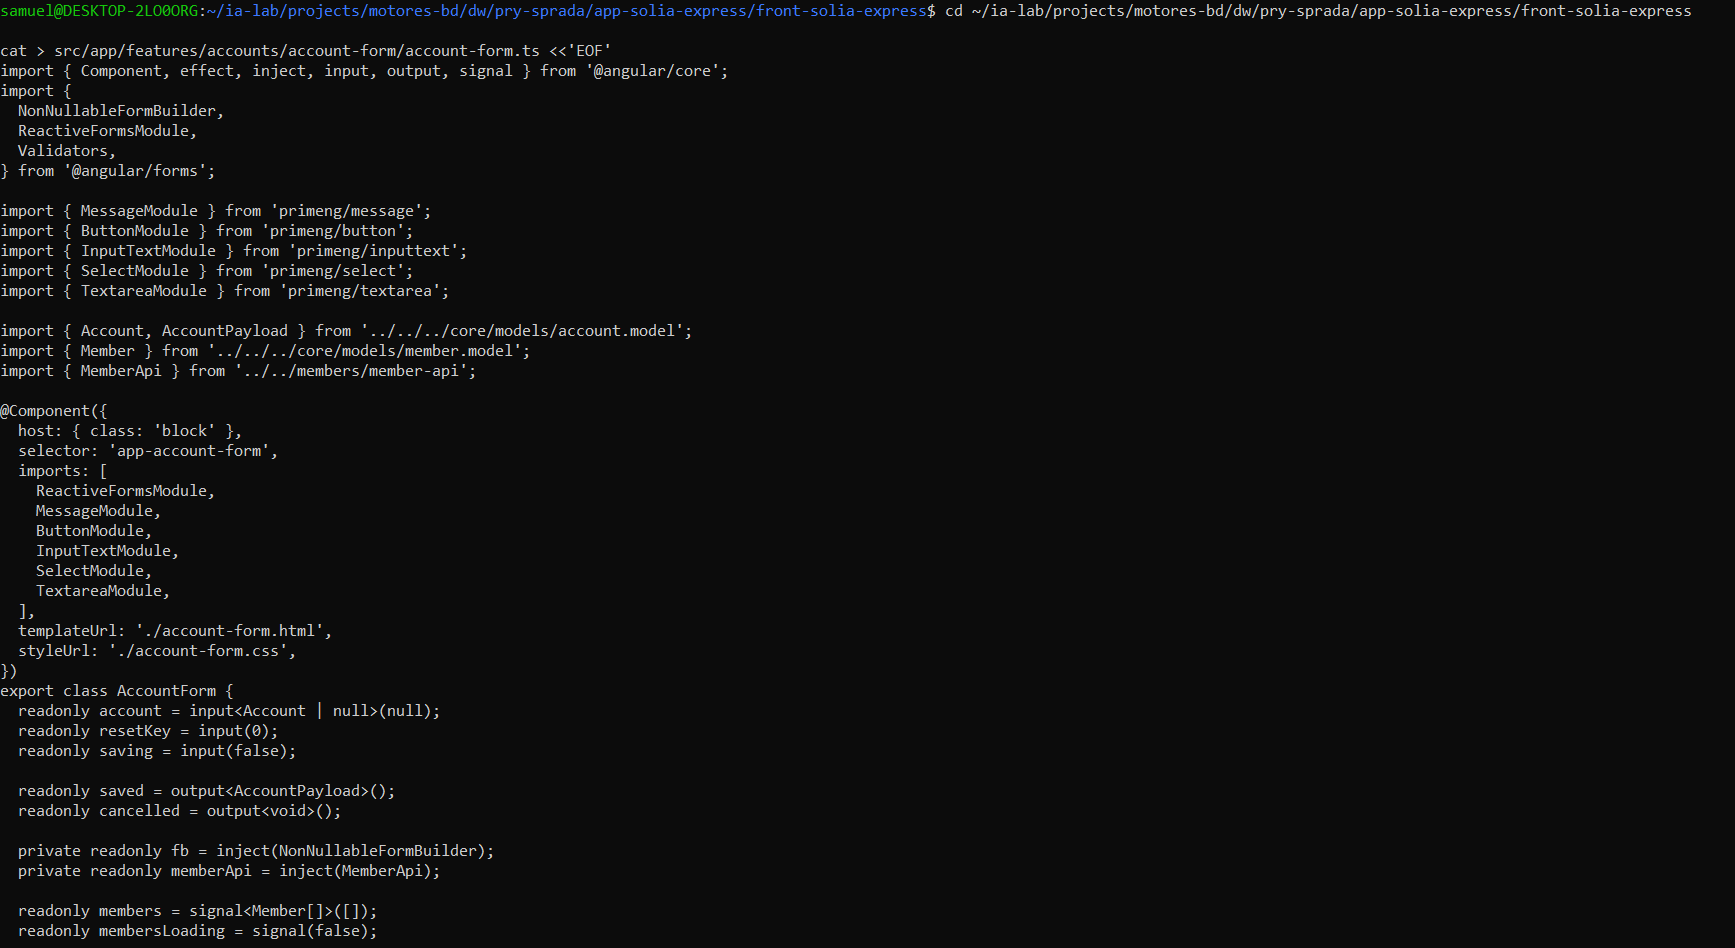 samuel@DESKTOP-2LO0ORG:~/ia-lab/projects/motores-bd/dw/pry-sprada/app-solia-express/front-solia-express$ cd ~/ia-lab/projects/motores-bd/dw/pry-sprada/app-solia-express/front-solia-express
cat > src/app/features/accounts/account-form/account-form.ts <<'EOF'
import { Component, effect, inject, input, output, signal } from '@angular/core';
import {
  NonNullableFormBuilder,
  ReactiveFormsModule,
  Validators,
} from '@angular/forms';
import { MessageModule } from 'primeng/message';
import { ButtonModule } from 'primeng/button';
import { InputTextModule } from 'primeng/inputtext';
import { SelectModule } from 'primeng/select';
import { TextareaModule } from 'primeng/textarea';
import { Account, AccountPayload } from '../../../core/models/account.model';
import { Member } from '../../../core/models/member.model';
import { MemberApi } from '../../members/member-api';
@Component({
  host: { class: 'block' },
  selector: 'app-account-form',
  imports: [
    ReactiveFormsModule,
    MessageModule,
    ButtonModule,
    InputTextModule,
    SelectModule,
    TextareaModule,
  ],
  templateUrl: './account-form.html',
  styleUrl: './account-form.css',
})
export class AccountForm {
  readonly account = input<Account | null>(null);
  readonly resetKey = input(0);
  readonly saving = input(false);
  readonly saved = output<AccountPayload>();
  readonly cancelled = output<void>();
  private readonly fb = inject(NonNullableFormBuilder);
  private readonly memberApi = inject(MemberApi);
  readonly members = signal<Member[]>([]);
  readonly membersLoading = signal(false);